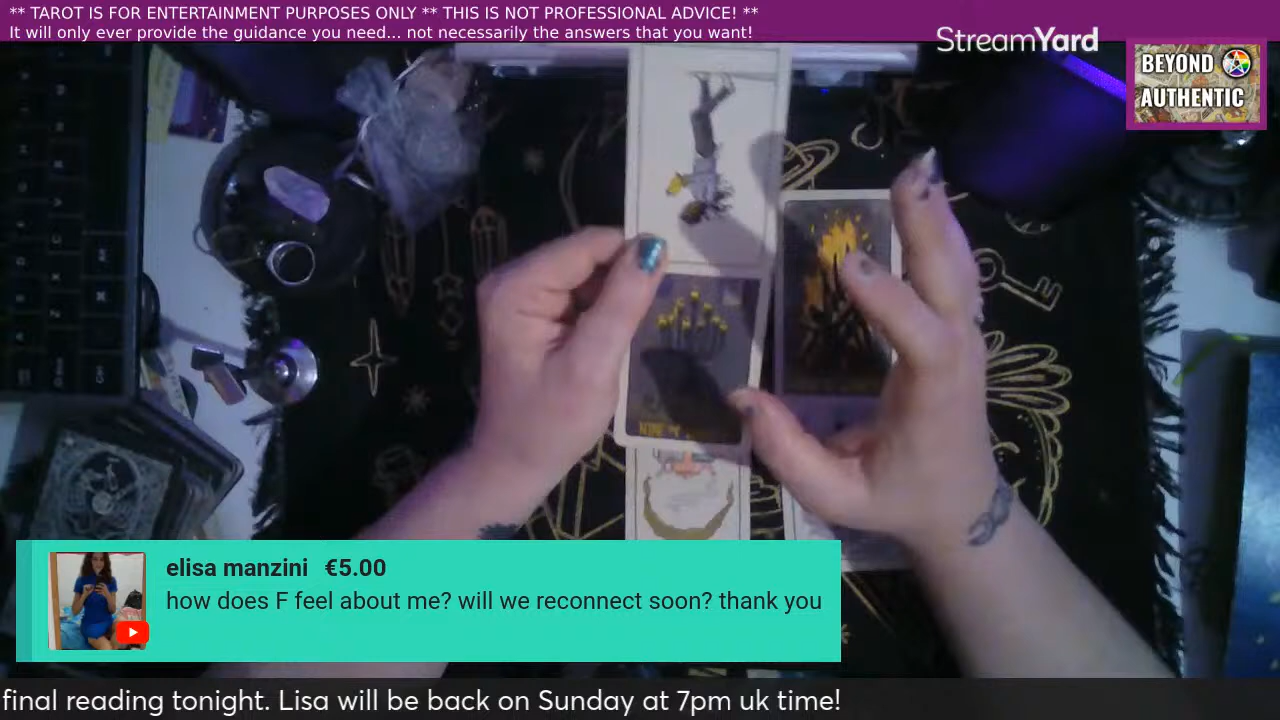 ** TAROT IS FOR ENTERTAINMENT PURPOSES ONLY ** THIS IS NOT PROFESSIONAL ADVICE! **
It will only ever provide the guidance you need... not necessarily the answers that you want!
StreamYard
BEYOND
AUTHENTIC
elisa manzini €5.00
how does F feel about me? will we reconnect soon? thank you
final reading tonight. Lisa will be back on Sunday at 7pm uk time!